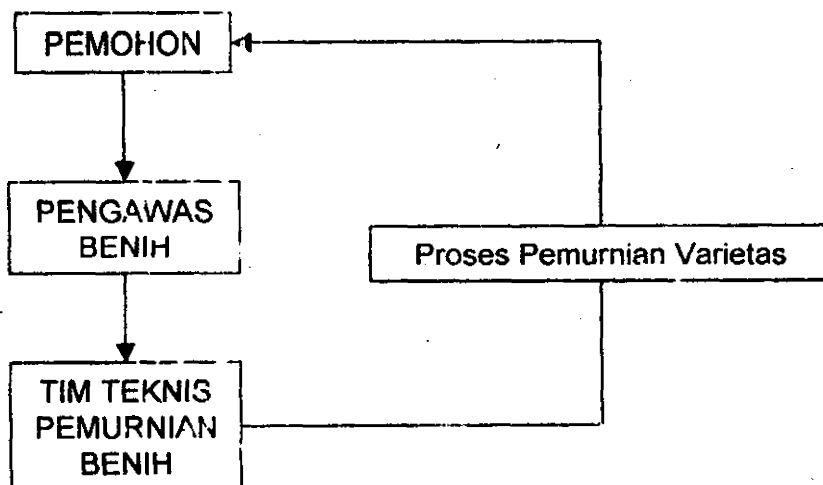 PEMOHON
PENGAWAS
BENIH
Proses Pemurnian Varietas
TIM TEKNIS
PEMURNIAN
BENIH